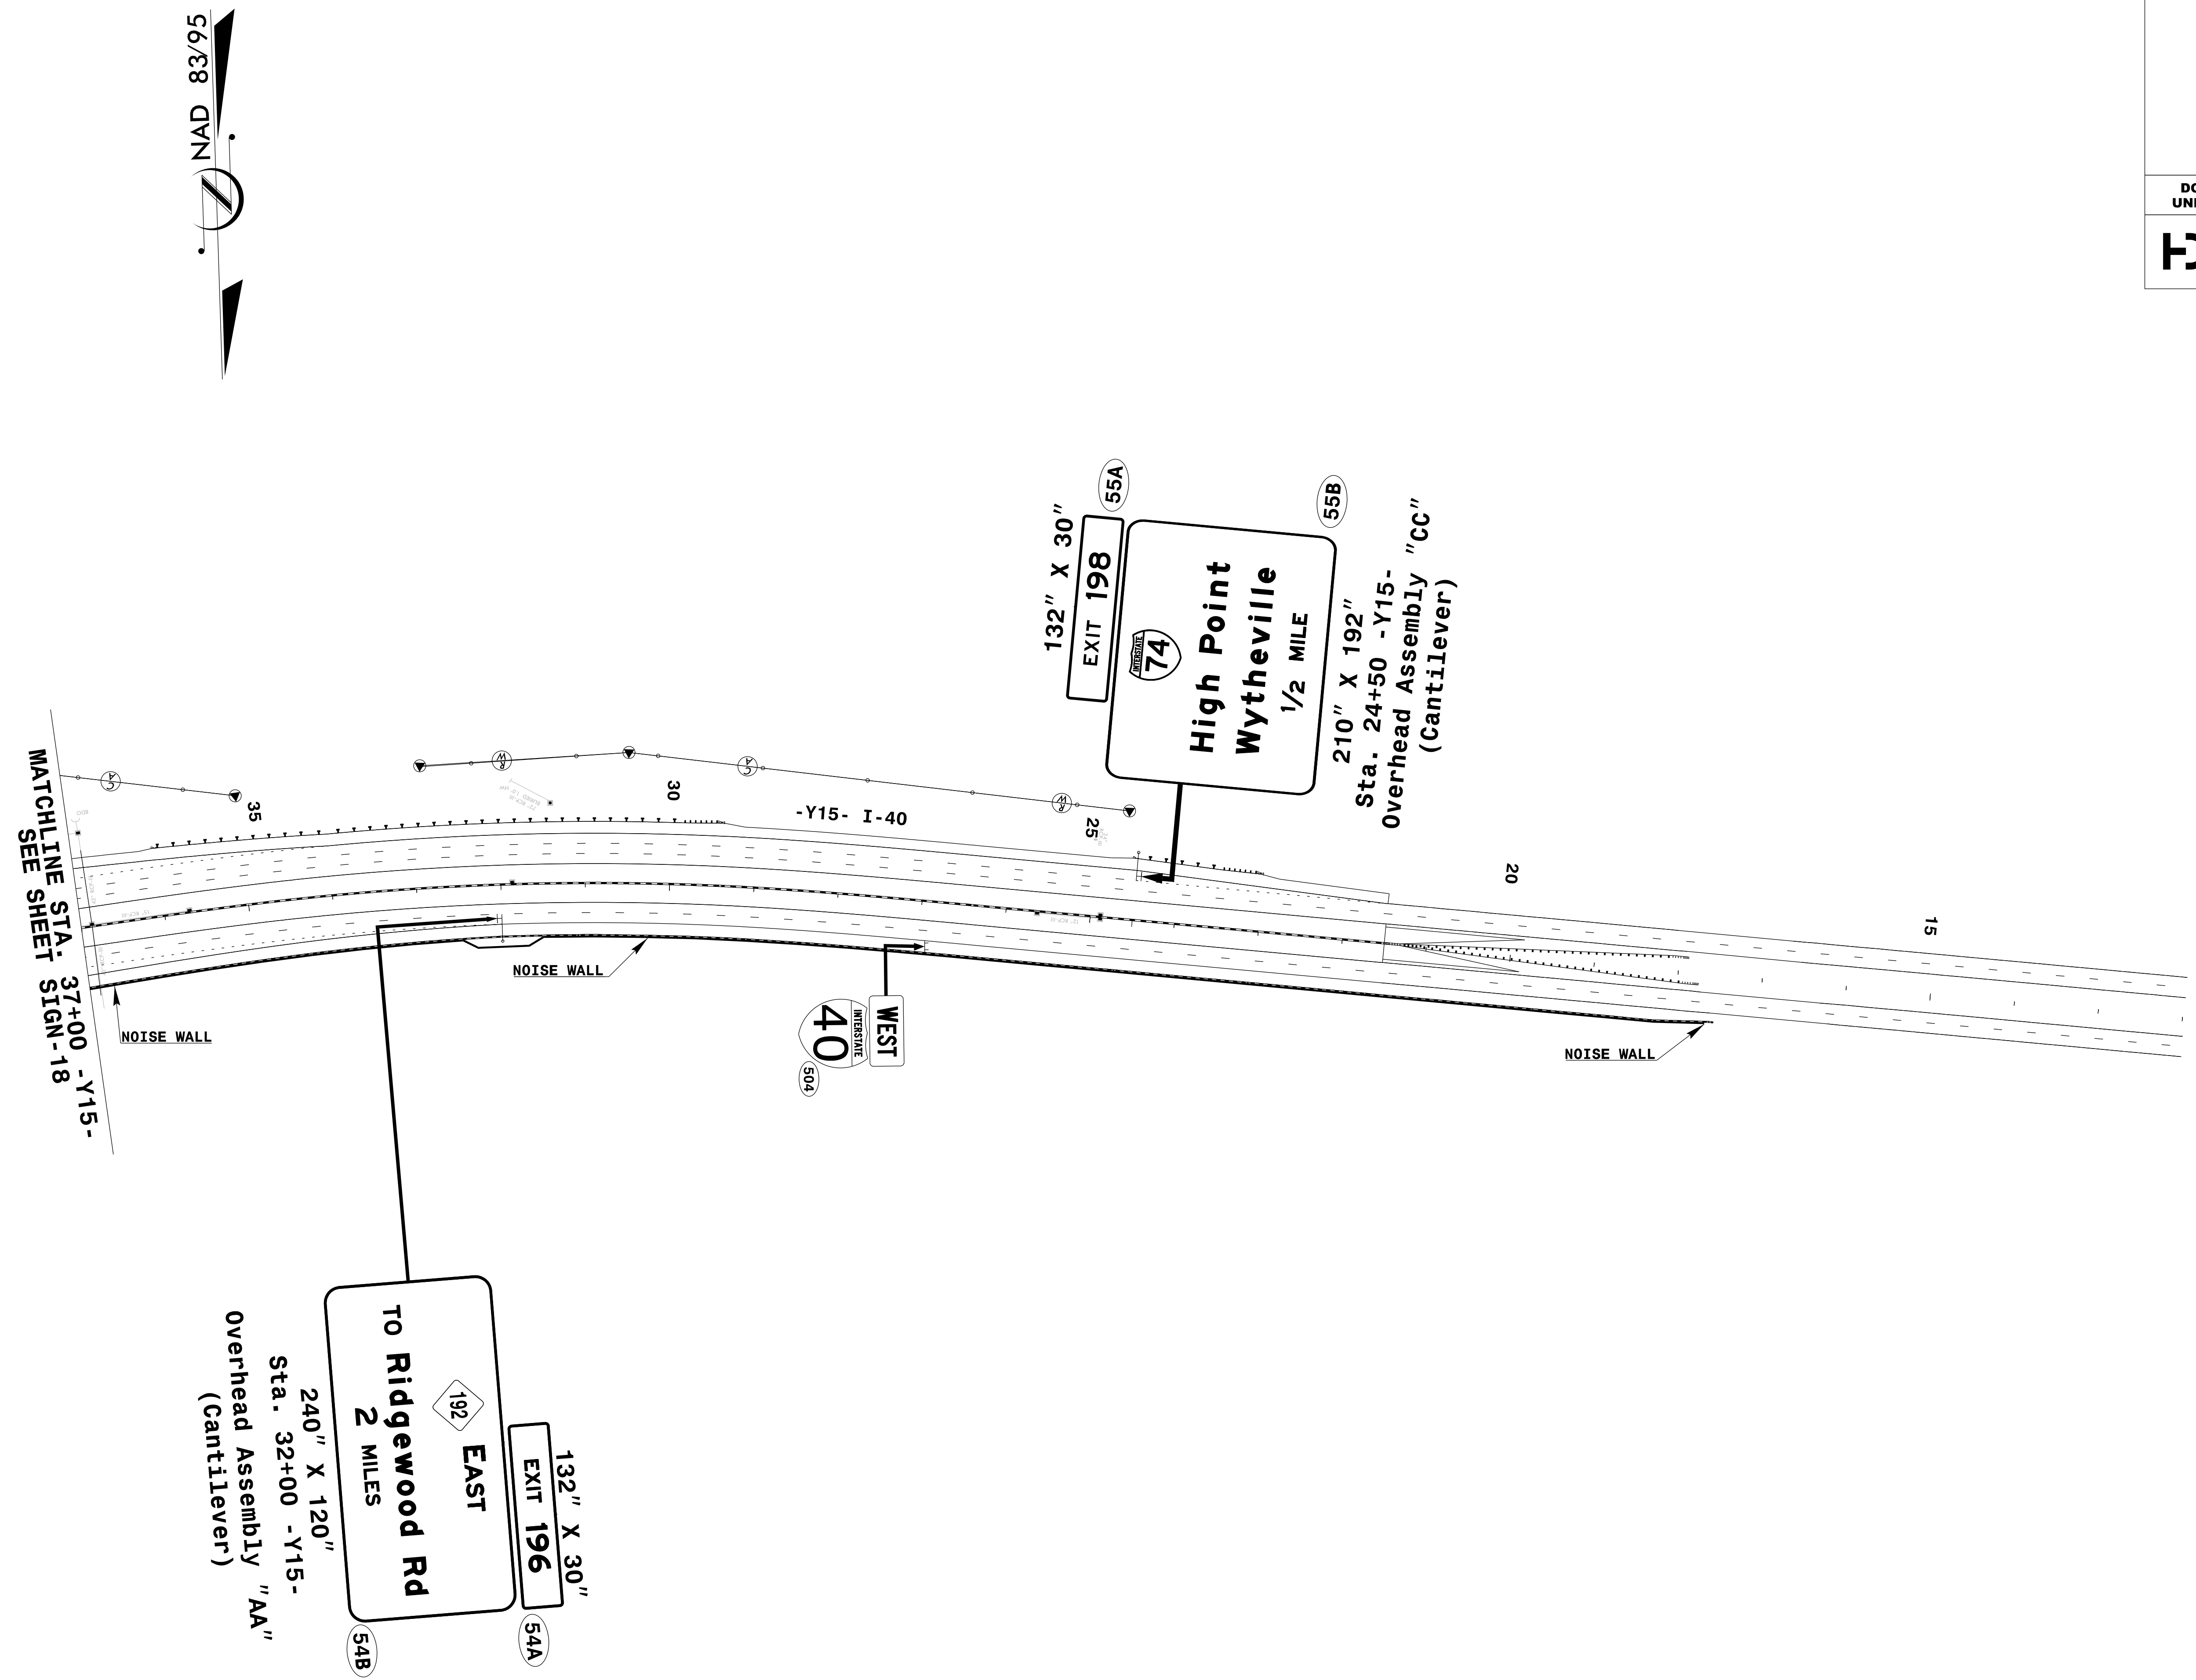 NAD 83/95
DO
UNI
132" X 30"
55A
EXIT 198
INTERSTATE
74
High Point
Wytheville
1/2 MILE
55B
210" X 192"
Sta. 24+50 -Y15-
Overhead Assembly "CC"
(Cantilever)
MATCHLINE STA. 37+00 -Y15-
SEE SHEET SIGN-18
35
30
-Y15- I-40
25
20
15
NOISE WALL
NOISE WALL
NOISE WALL
WEST
INTERSTATE
40
504
132" X 30"
54A
EXIT 196
192
EAST
TO Ridgewood Rd
2 MILES
54B
240" X 120"
Sta. 32+00 -Y15-
Overhead Assembly "AA"
(Cantilever)